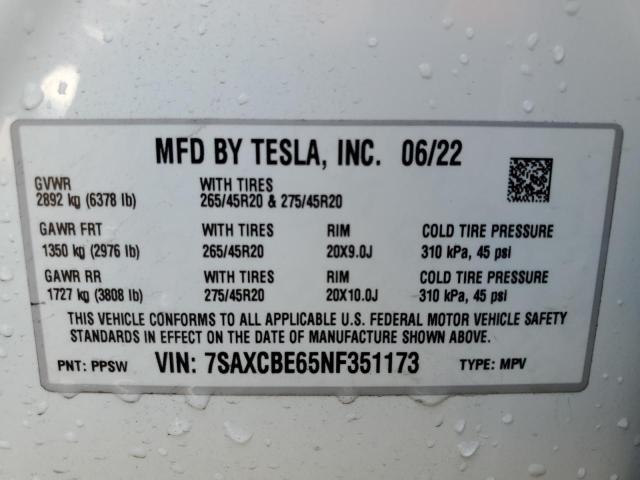 MFD BY TESLA, INC. 06/22
GVWR WITH TIRES
2892 kg (6378 lb) 265/45R20 & 275/45R20
GAWR FRT WITH TIRES RIM COLD TIRE PRESSURE
1350 kg (2976 lb) 265/45R20 20X9.0J 310 kPa, 45 psi
GAWR RR WITH TIRES RIM COLD TIRE PRESSURE
1727 kg (3808 lb) 275/45R20 20X10.0J 310 kPa, 45 psi
THIS VEHICLE CONFORMS TO ALL APPLICABLE U.S. FEDERAL MOTOR VEHICLE SAFETY
STANDARDS IN EFFECT ON THE DATE OF MANUFACTURE SHOWN ABOVE.
PNT: PPSW VIN: 7SAXCBE65NF351173 TYPE: MPV